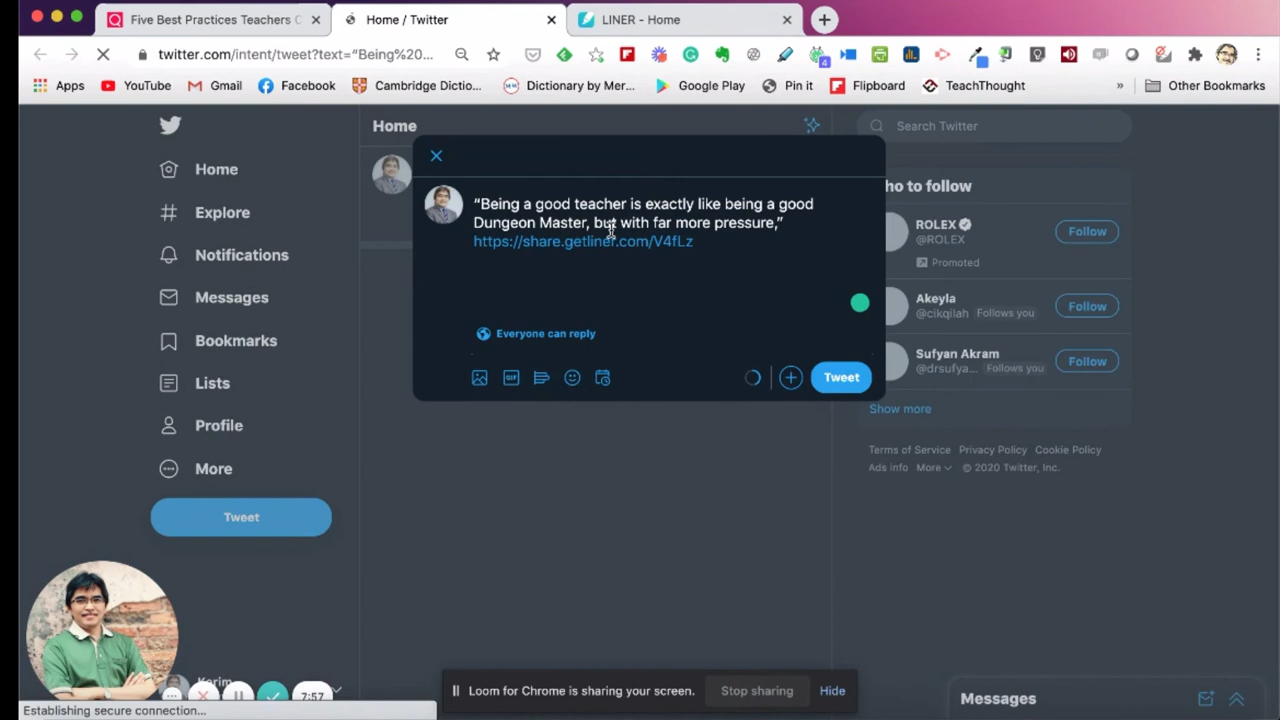 Five Best Practices Teachers C
Home / Twitter
LINER - Home
twitter.com/intent/tweet?text=“Being%20...
4
Apps
YouTube
Gmail
Facebook
Cambridge Dictio...
Dictionary by Mer...
Google Play
Pin it
Flipboard
TeachThought
»
Other Bookmarks
Home
Explore
Notifications
Messages
Bookmarks
Lists
Profile
More
Tweet
Home
“Being a good teacher is exactly like being a good
Dungeon Master, but with far more pressure,”
https://share.getliner.com/V4fLz
Everyone can reply
GIF
Tweet
Search Twitter
ho to follow
ROLEX
@ROLEX
Promoted
Follow
Akeyla
@cikqilah Follows you
Follow
Sufyan Akram
@drsufya... Follows you
Follow
Show more
Terms of Service Privacy Policy Cookie Policy
Ads info More © 2020 Twitter, Inc.
Karim
7:57
Establishing secure connection...
Loom for Chrome is sharing your screen.
Stop sharing
Hide
Messages